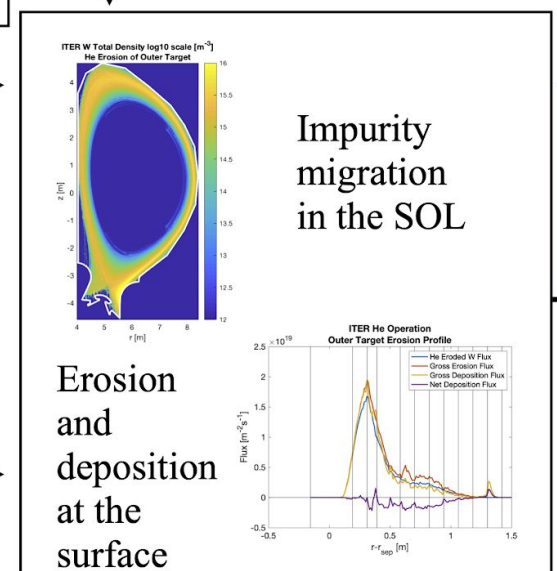 ITER W Total Density log10 scale [m⁻³]
He Erosion of Outer Target
16
15.5
15
14.5
14
13.5
13
12.5
12
4
3
2
1
0
-1
-2
-3
-4
z [m]
4 5 6 7 8
r [m]
Impurity
migration
in the SOL
Erosion
and
deposition
at the
surface
ITER He Operation
Outer Target Erosion Profile
×10¹⁹
2.5
2
1.5
1
0.5
0
-0.5
Flux [m⁻²s⁻¹]
He Eroded W Flux
Gross Erosion Flux
Gross Deposition Flux
Net Deposition Flux
-0.5 0 0.5 1 1.5
r-r_sep [m]